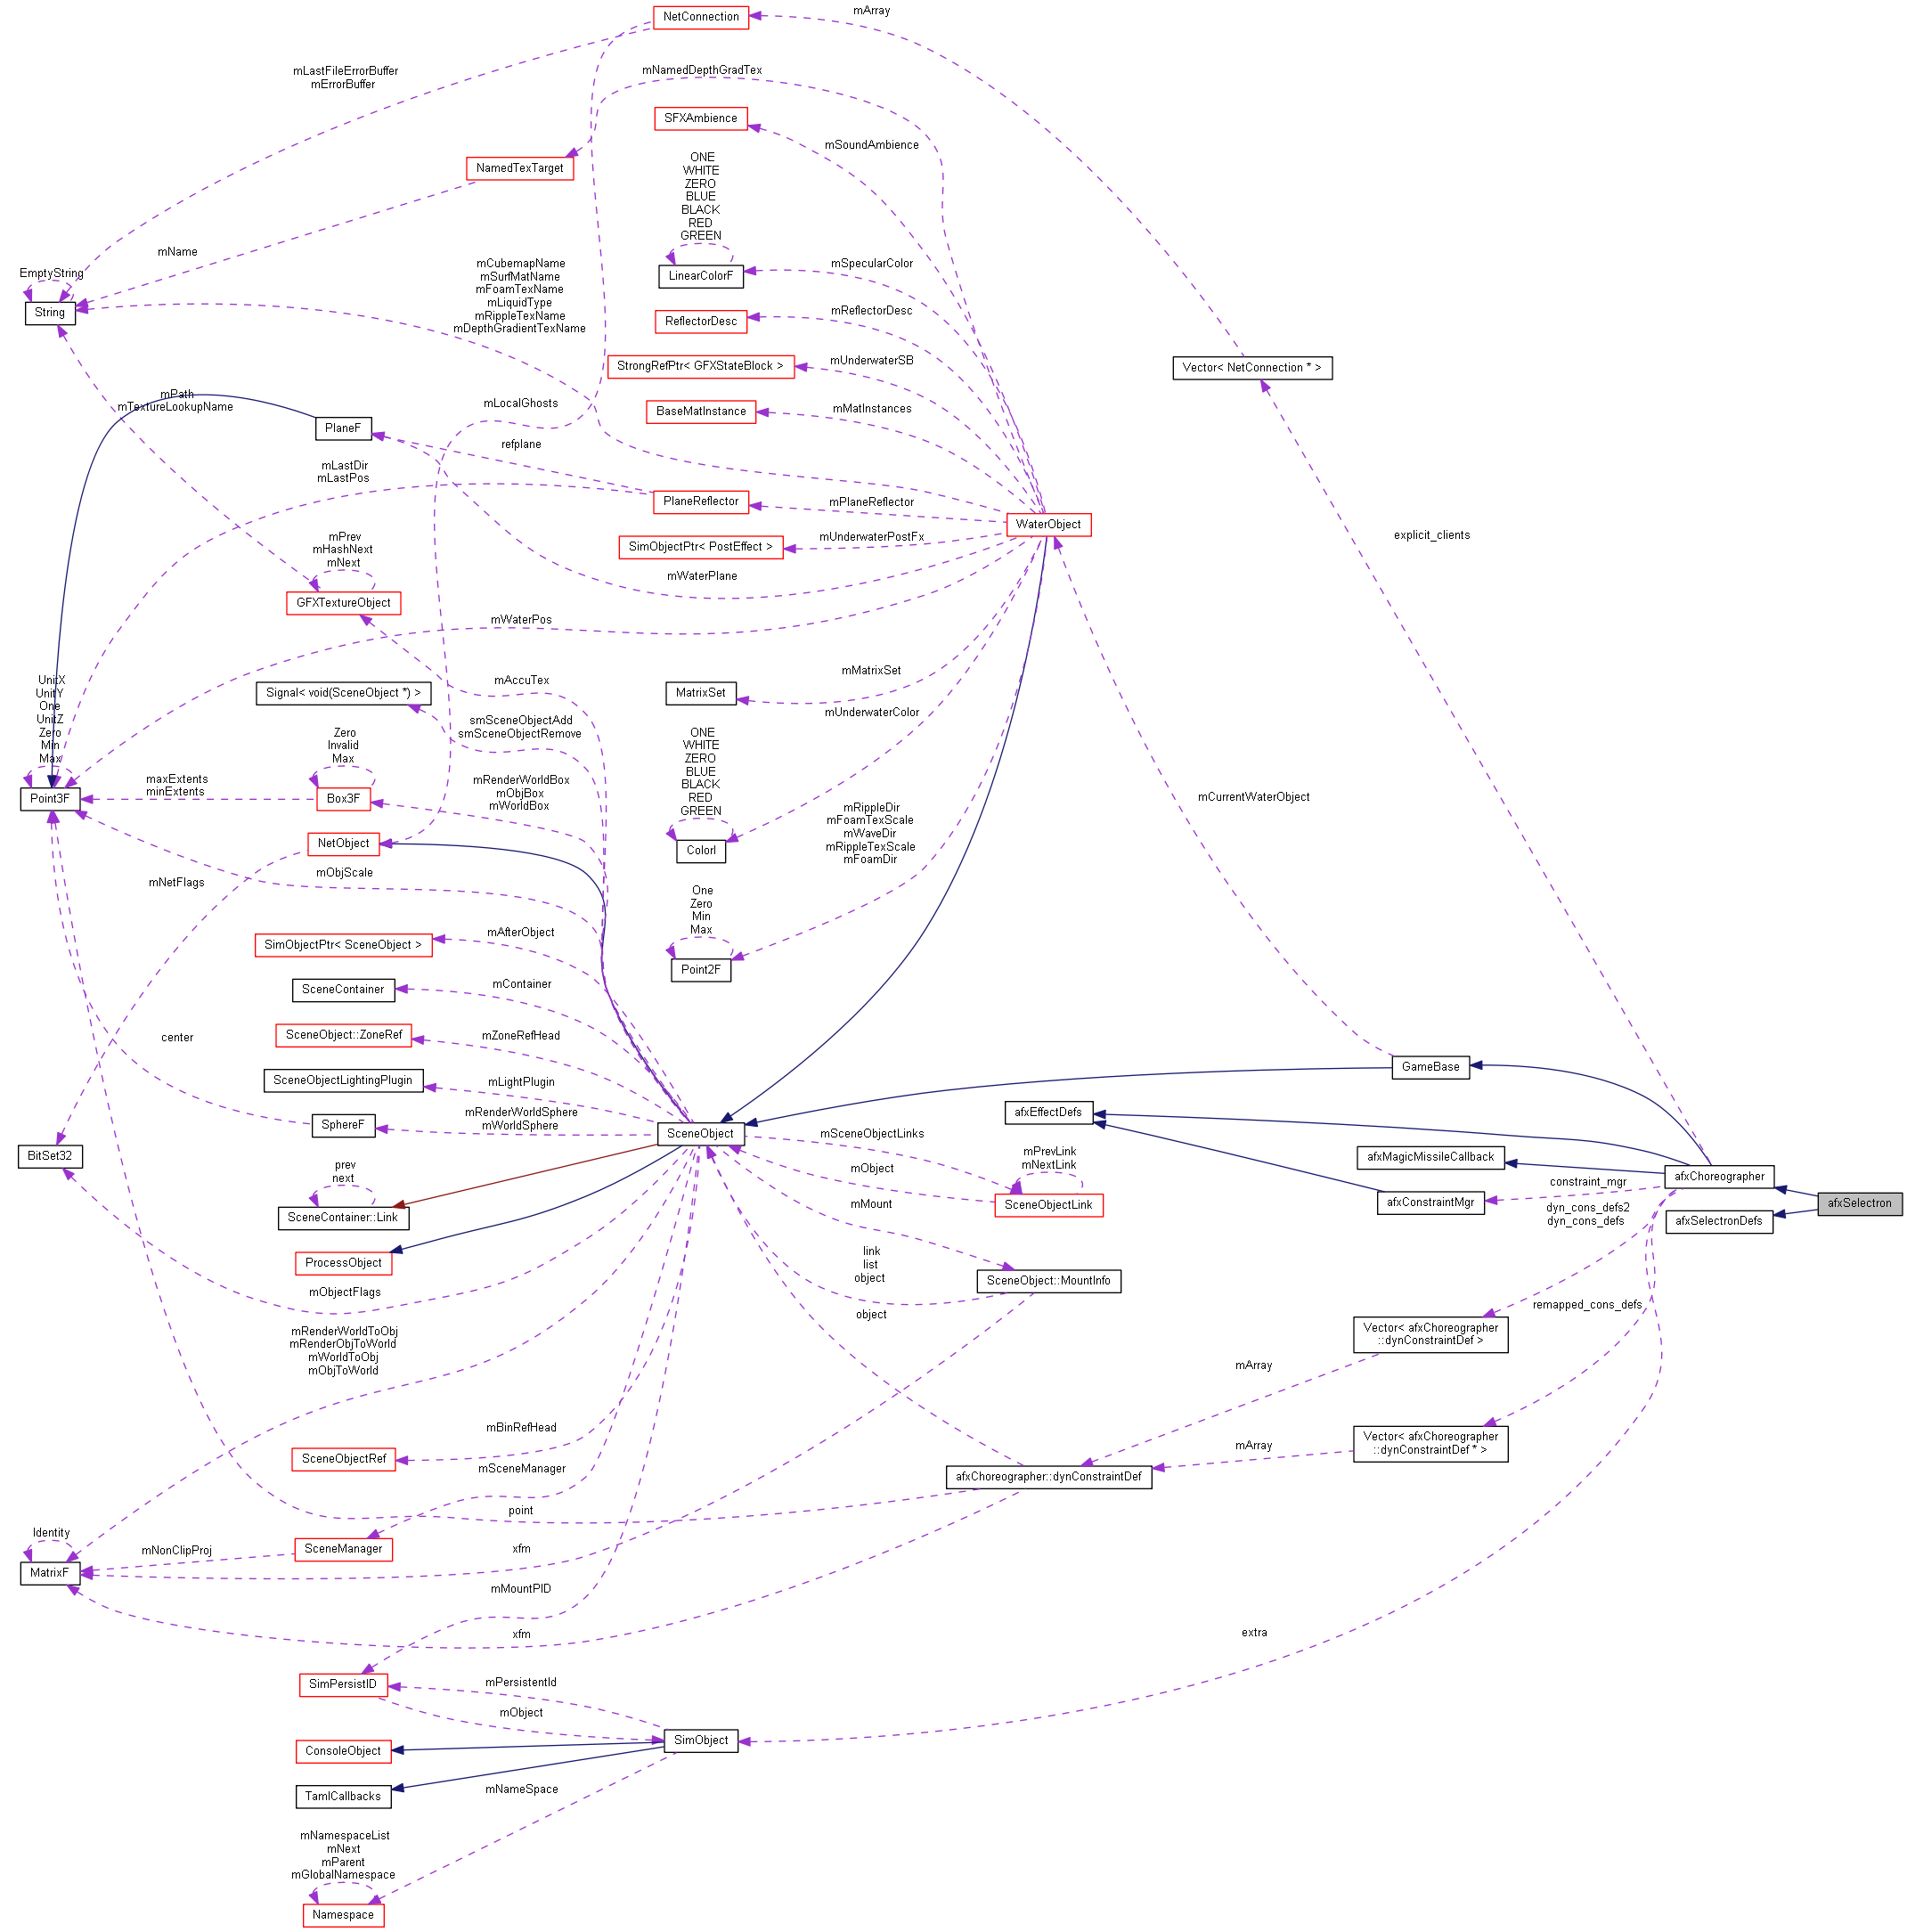 NetConnection
mArray
mLastFileErrorBuffer
mErrorBuffer
mNamedDepthGradTex
SFXAmbience
mSoundAmbience
NamedTexTarget
ONE
WHITE
ZERO
BLUE
BLACK
RED
GREEN
mName
EmptyString
mCubemapName
mSurfMatName
mFoamTexName
mLiquidType
mRippleTexName
mDepthGradientTexName
mSpecularColor
LinearColorF
String
mReflectorDesc
ReflectorDesc
mUnderwaterSB
StrongRefPtr< GFXStateBlock >
Vector< NetConnection * >
mPath
mTextureLookupName
mLocalGhosts
BaseMatInstance
mMatInstances
PlaneF
refplane
mLastDir
mLastPos
PlaneReflector
mPlaneReflector
WaterObject
explicit_clients
mPrev
mHashNext
mNext
SimObjectPtr< PostEffect >
mUnderwaterPostFx
mWaterPlane
GFXTextureObject
mWaterPos
UnitX
UnitY
One
UnitZ
Zero
Min
Max
Signal< void(SceneObject *) >
mAccuTex
MatrixSet
mMatrixSet
smSceneObjectAdd
smSceneObjectRemove
mUnderwaterColor
Zero
Invalid
Max
ONE
WHITE
ZERO
BLUE
BLACK
RED
GREEN
maxExtents
minExtents
mRenderWorldBox
mObjBox
mWorldBox
Point3F
Box3F
mCurrentWaterObject
NetObject
ColorI
mRippleDir
mFoamTexScale
mWaveDir
mRippleTexScale
mFoamDir
mNetFlags
mObjScale
One
Zero
Min
Max
SimObjectPtr< SceneObject >
mAfterObject
Point2F
SceneContainer
mContainer
center
SceneObject::ZoneRef
mZoneRefHead
GameBase
SceneObjectLightingPlugin
mLightPlugin
afxEffectDefs
SphereF
mRenderWorldSphere
mWorldSphere
SceneObject
mSceneObjectLinks
BitSet32
mPrevLink
mNextLink
afxMagicMissileCallback
prev
next
mObject
afxChoreographer
constraint_mgr
SceneContainer::Link
mMount
SceneObjectLink
afxConstraintMgr
dyn_cons_defs2
dyn_cons_defs
afxSelectron
afxSelectronDefs
ProcessObject
link
list
object
SceneObject::MountInfo
mObjectFlags
object
remapped_cons_defs
mRenderWorldToObj
mRenderObjToWorld
mWorldToObj
mObjToWorld
Vector< afxChoreographer
::dynConstraintDef >
mArray
mBinRefHead
SceneObjectRef
mArray
Vector< afxChoreographer
::dynConstraintDef * >
mSceneManager
afxChoreographer::dynConstraintDef
point
Identity
mNonClipProj
SceneManager
xfm
MatrixF
mMountPID
xfm
extra
SimPersistID
mPersistentId
mObject
SimObject
ConsoleObject
TamlCallbacks
mNameSpace
mNamespaceList
mNext
mParent
mGlobalNamespace
Namespace